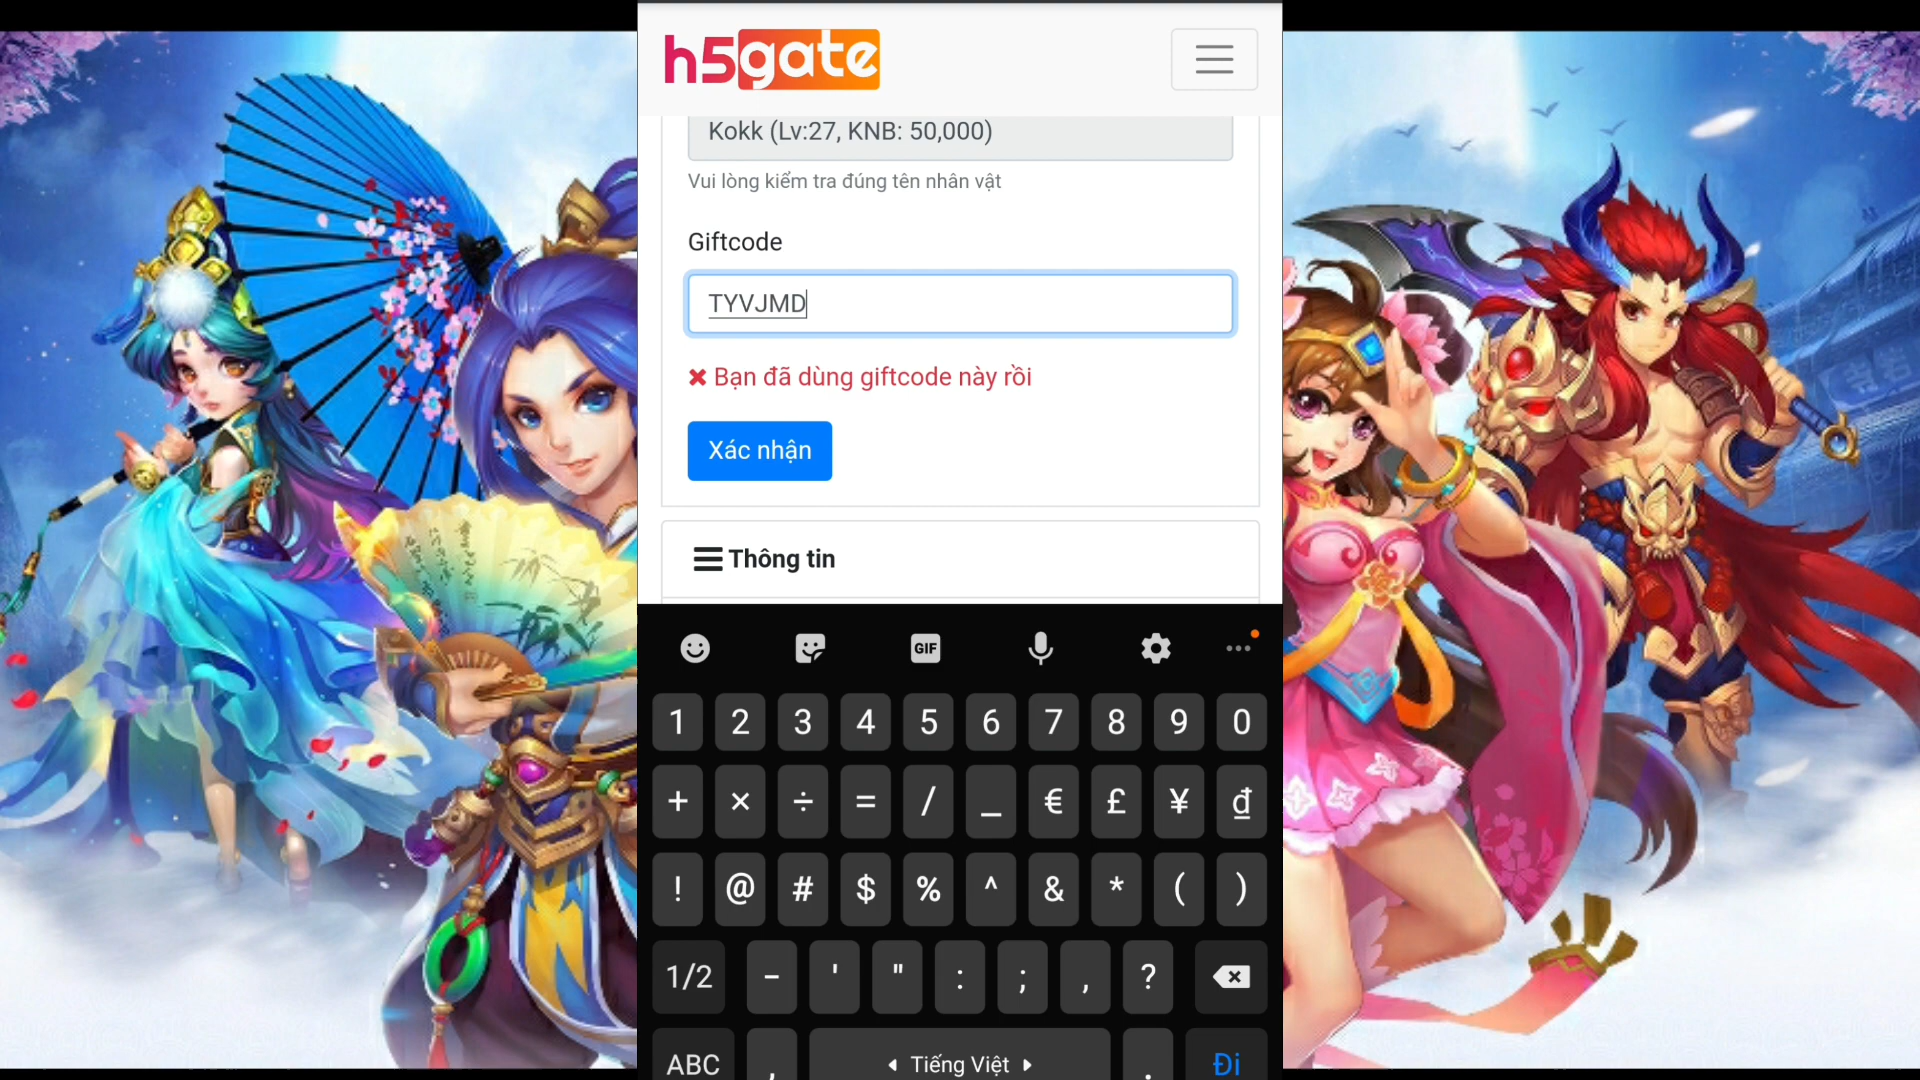 h5gate
Kokk (Lv:27, KNB: 50,000)
Vui lòng kiểm tra đúng tên nhân vật
Giftcode
TYVJMD
✖ Bạn đã dùng giftcode này rồi
Xác nhận
Thông tin
GIF
1 2 3 4 5 6 7 8 9 0
+ × ÷ = / _ € £ ¥ ₫
! @ # $ % ^ & * ( )
1/2 - ' " : ; , ?
ABC , Tiếng Việt . Đi